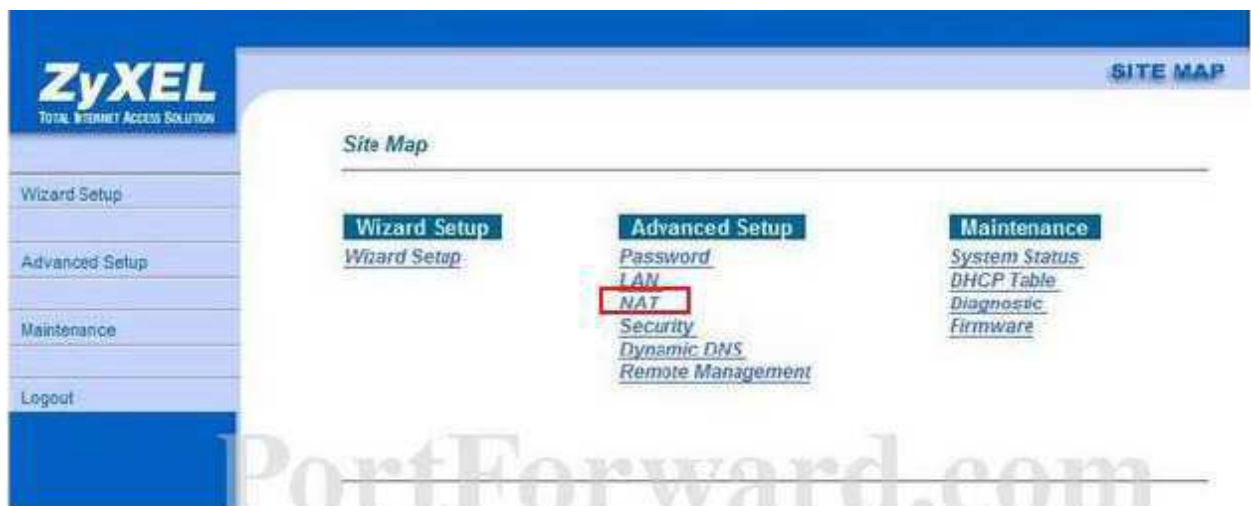 ZyXEL
TOTAL INTERNET ACCESS SOLUTION
SITE MAP
Site Map
Wizard Setup
Advanced Setup
Maintenance
Logout
Wizard Setup
Wizard Setup
Advanced Setup
Password
LAN
NAT
Security
Dynamic DNS
Remote Management
Maintenance
System Status
DHCP Table
Diagnostic
Firmware
PortForward.com